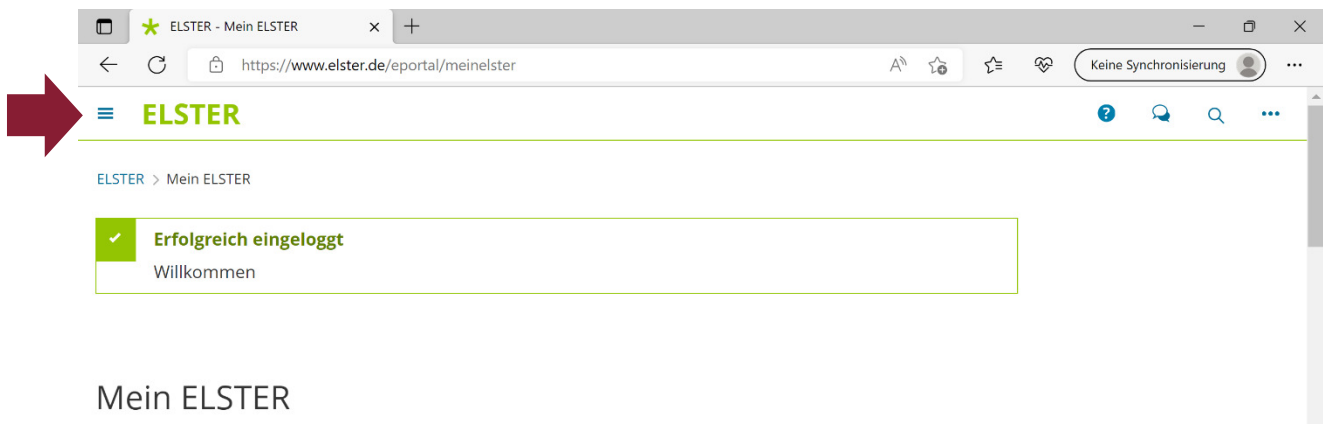 ELSTER - Mein ELSTER
https://www.elster.de/eportal/meinelster
Keine Synchronisierung
ELSTER
ELSTER > Mein ELSTER
Erfolgreich eingeloggt
Willkommen
Mein ELSTER